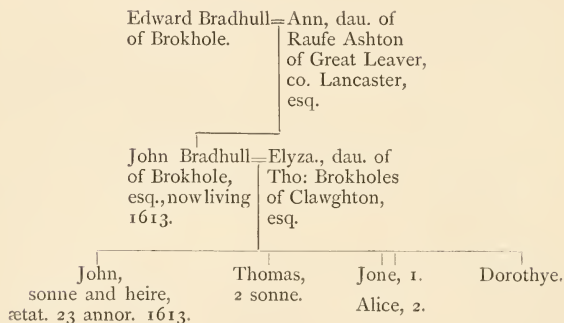 Edward Bradhull=Ann, dau. of
of Brokhole. Raufe Ashton
of Great Leaver,
co. Lancaster,
esq.
John Bradhull=Elyza., dau. of
of Brokhole, Tho: Brokholes
esq., now living of Clawghton,
1613. esq.
John, Thomas, Jone, 1. Dorothye.
sonne and heire, 2 sonne. Alice, 2.
ætat. 23 annor. 1613.